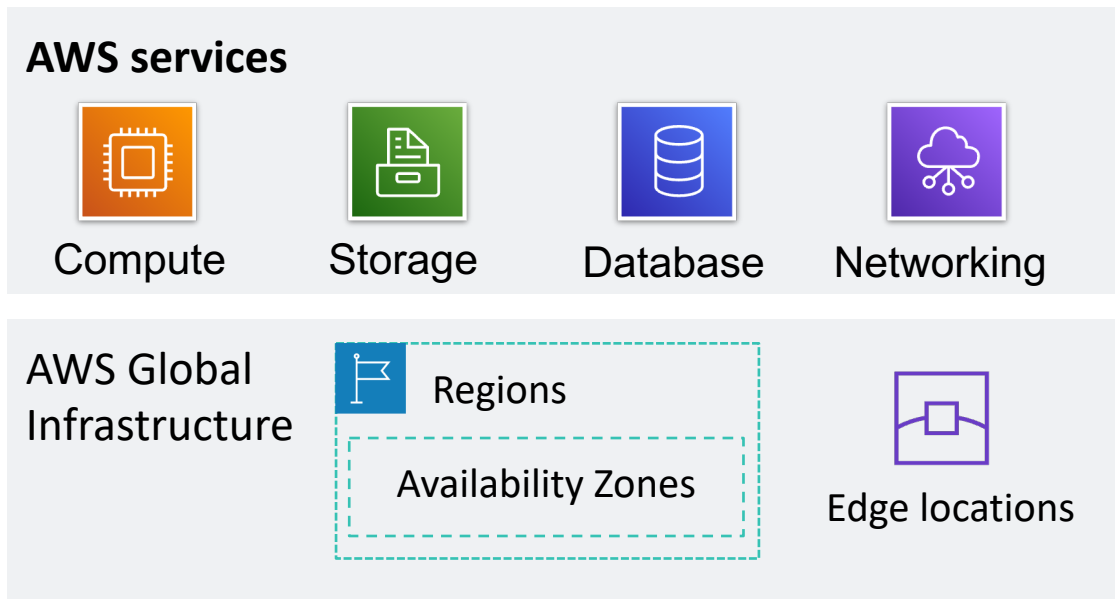 AWS services
Compute
Storage
Database
Networking
AWS Global
Infrastructure
Regions
Availability Zones
Edge locations